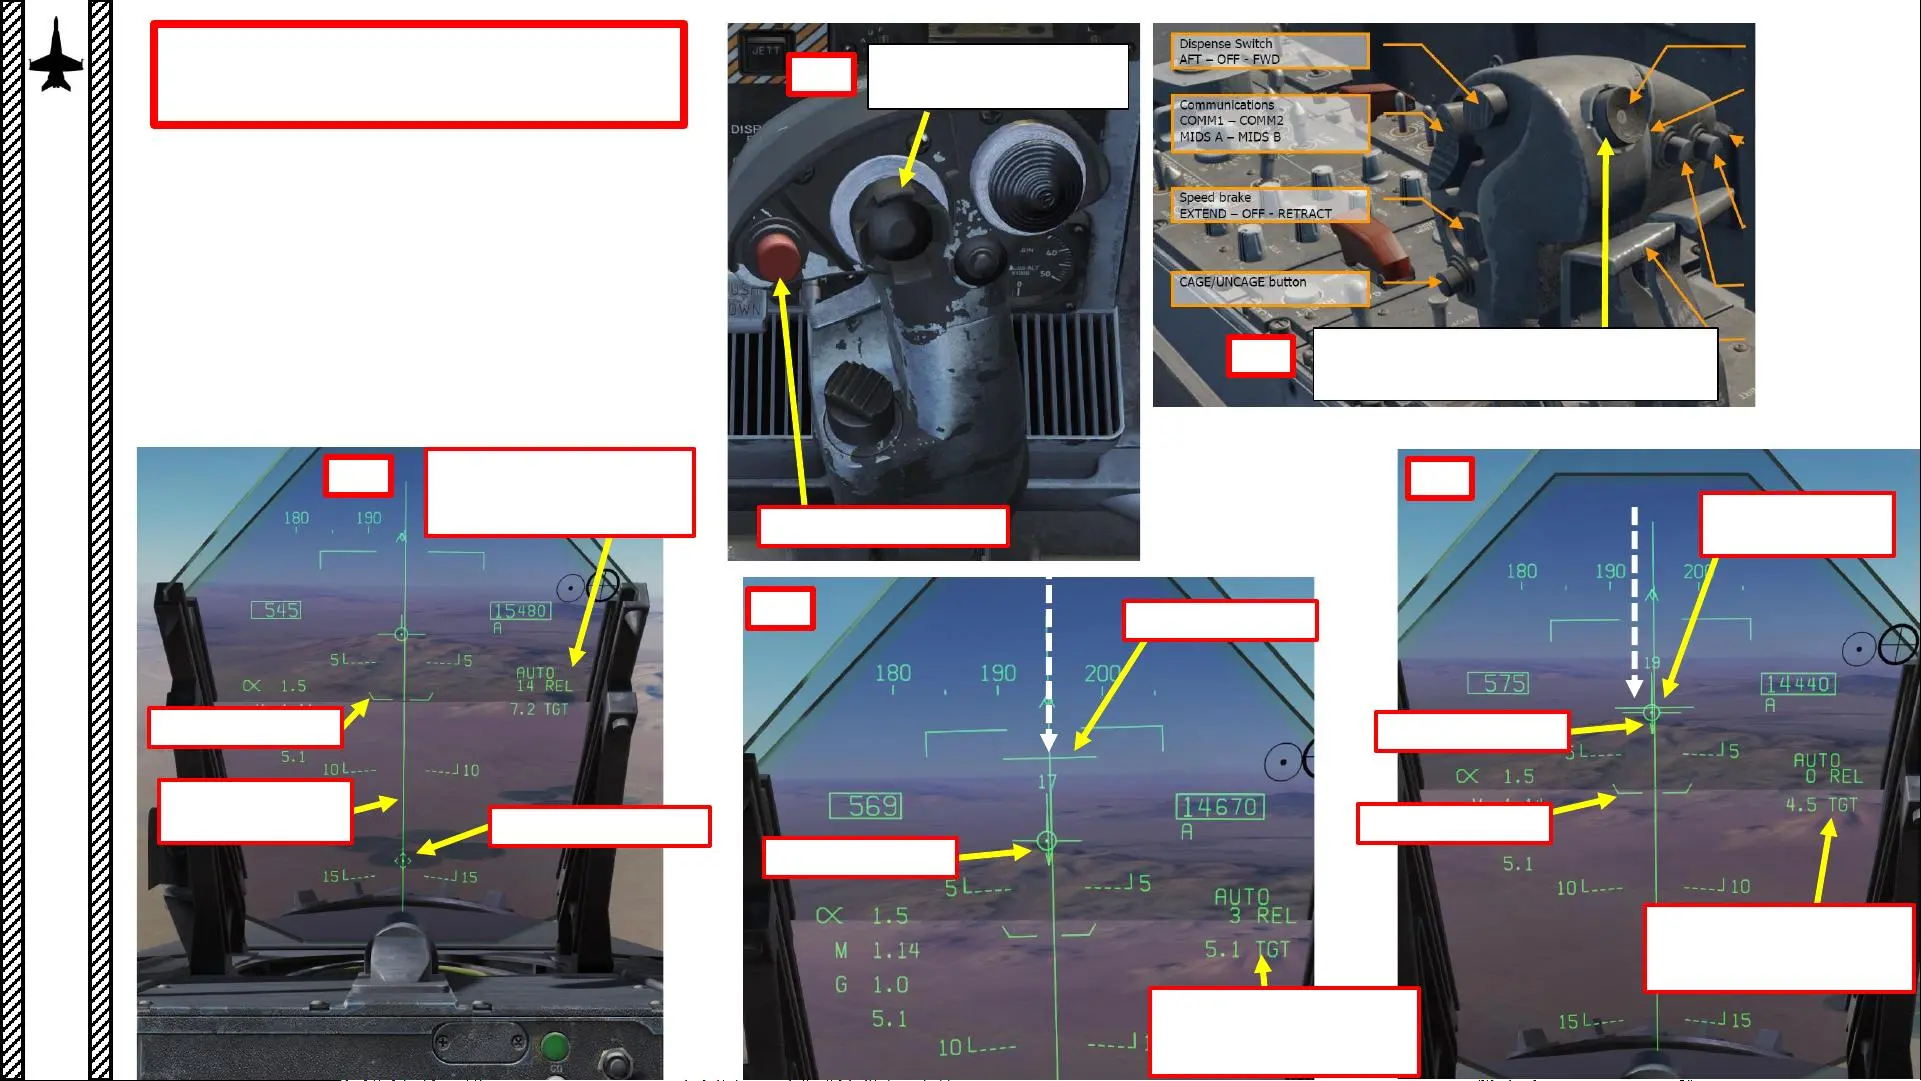 JETT
DISP
Dispense Switch
AFT – OFF - FWD
Communications
COMM1 – COMM2
MIDS A – MIDS B
Speed brake
EXTEND – OFF - RETRACT
CAGE/UNCAGE button
40
50
180 190
545
15480
A
5 5
α 1.5
AUTO
14 REL
7.2 TGT
5.1
10 10
15 15
180 190 200
17
569
14670
A
5 5
α 1.5
M 1.14
G 1.0
5.1
AUTO
3 REL
5.1 TGT
10
180 190 200
19
575
14440
A
5 5
α 1.5
AUTO
0 REL
4.5 TGT
5.1
10 10
15 15